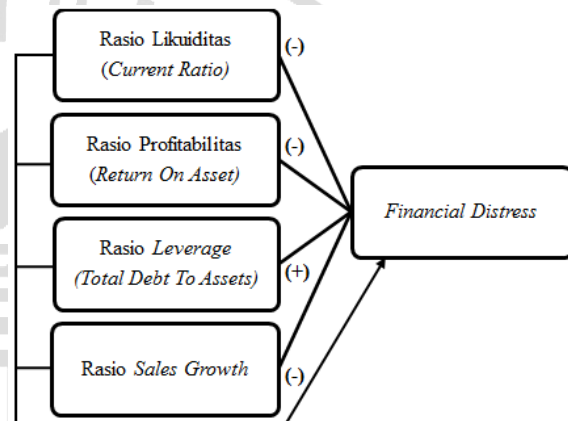 Rasio Likuiditas
(Current Ratio)
(-)
Rasio Profitabilitas
(Return On Asset)
(-)
Financial Distress
Rasio Leverage
(Total Debt To Assets)
(+)
Rasio Sales Growth
(-)